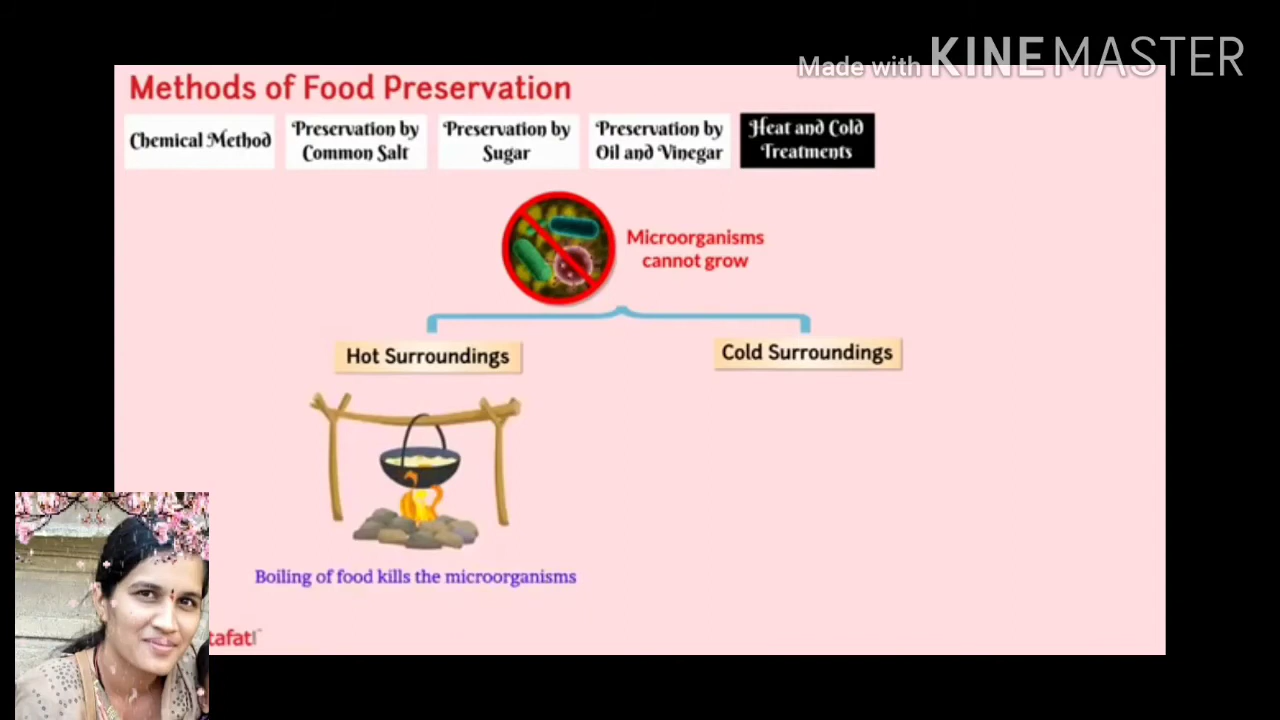 Made with KINEMASTER
Methods of Food Preservation
Chemical Method
Preservation by
Common Salt
Preservation by
Sugar
Preservation by
Oil and Vinegar
Heat and Cold
Treatments
Microorganisms
cannot grow
Hot Surroundings
Cold Surroundings
Boiling of food kills the microorganisms
tafat!